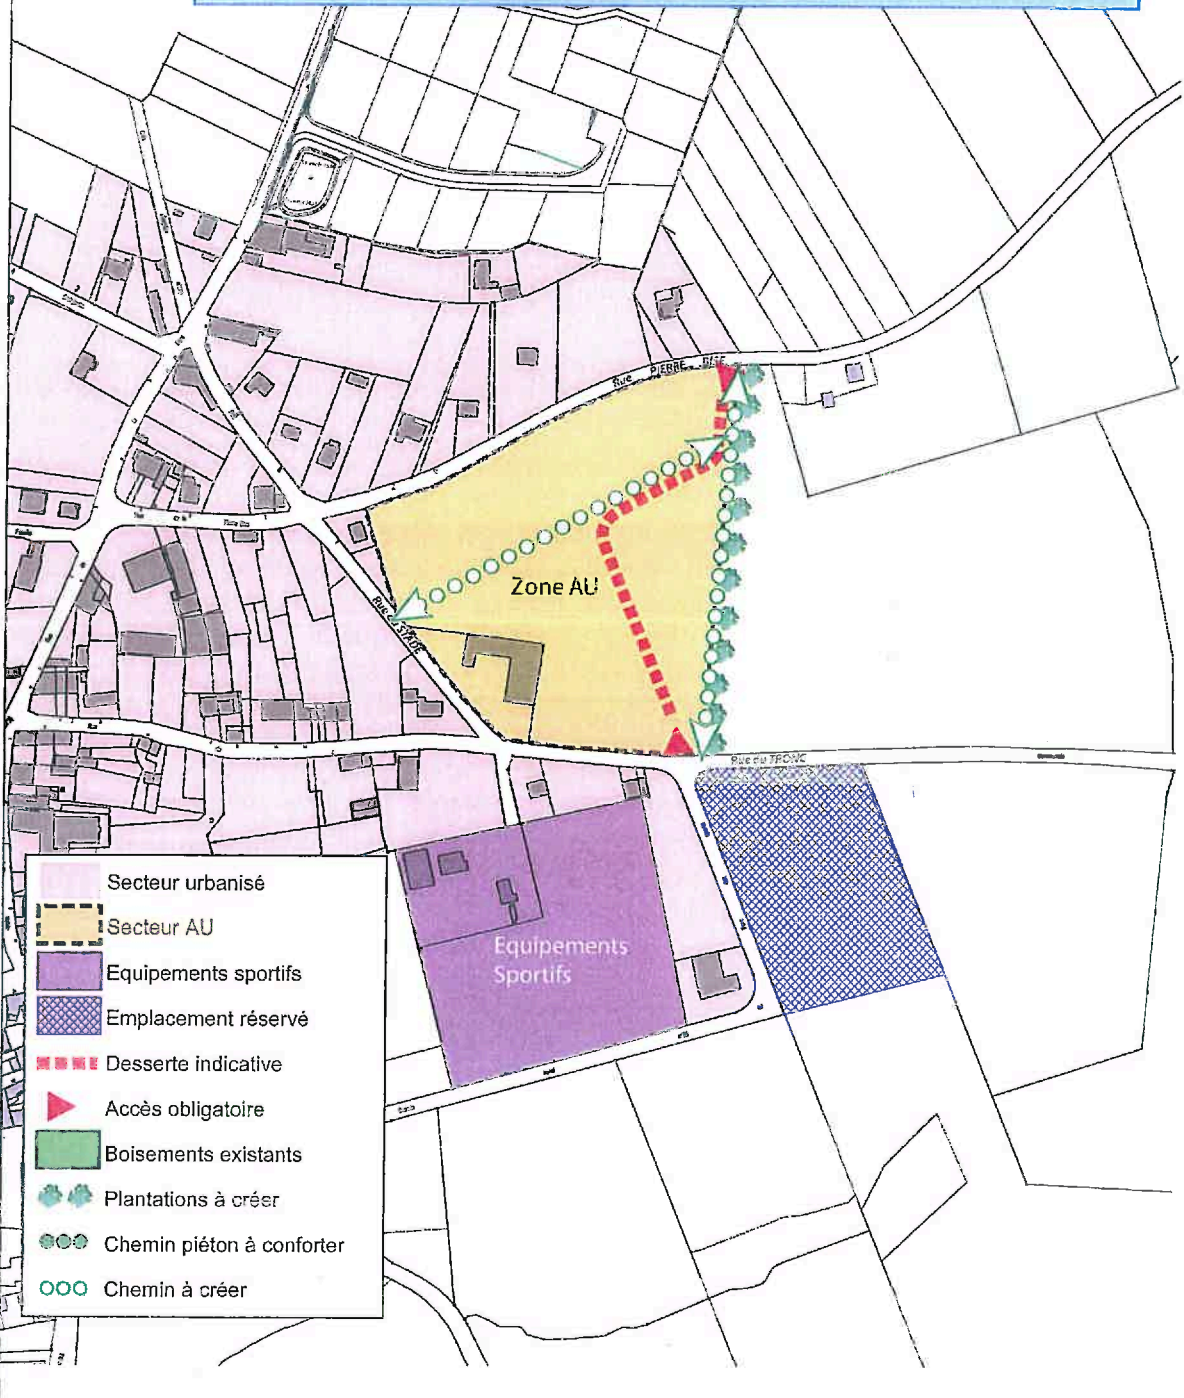 Rue PIERRE BISE
Zone AU
Rue du STADE
Rue du TRONC
Equipements
Sportifs
Secteur urbanisé
Secteur AU
Equipements sportifs
Emplacement réservé
Desserte indicative
Accès obligatoire
Boisements existants
Plantations à créer
Chemin piéton à conforter
Chemin à créer